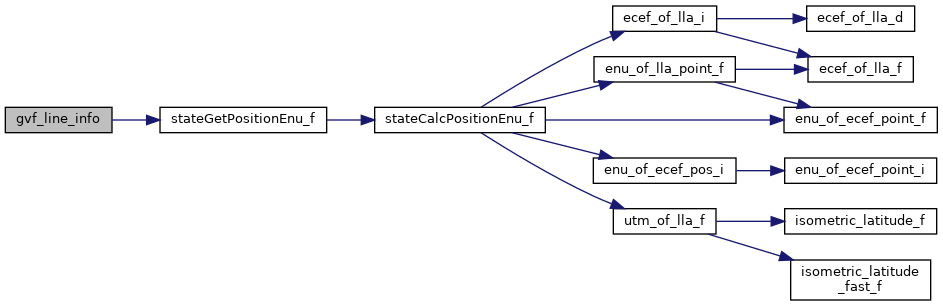 gvf_line_info
stateGetPositionEnu_f
stateCalcPositionEnu_f
ecef_of_lla_i
enu_of_lla_point_f
enu_of_ecef_pos_i
utm_of_lla_f
ecef_of_lla_d
ecef_of_lla_f
enu_of_ecef_point_f
enu_of_ecef_point_i
isometric_latitude_f
isometric_latitude
_fast_f